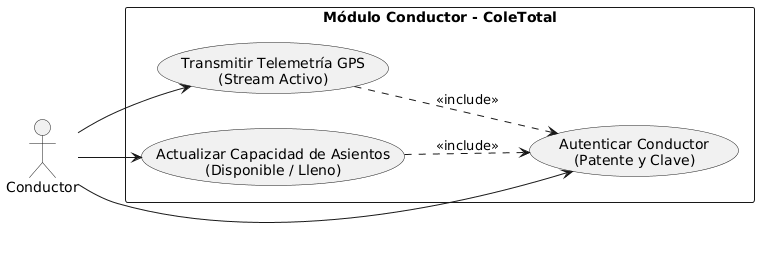 Módulo Conductor - ColeTotal
Transmitir Telemetría GPS
(Stream Activo)
«include»
Actualizar Capacidad de Asientos
(Disponible / Lleno)
«include»
Autenticar Conductor
(Patente y Clave)
Conductor